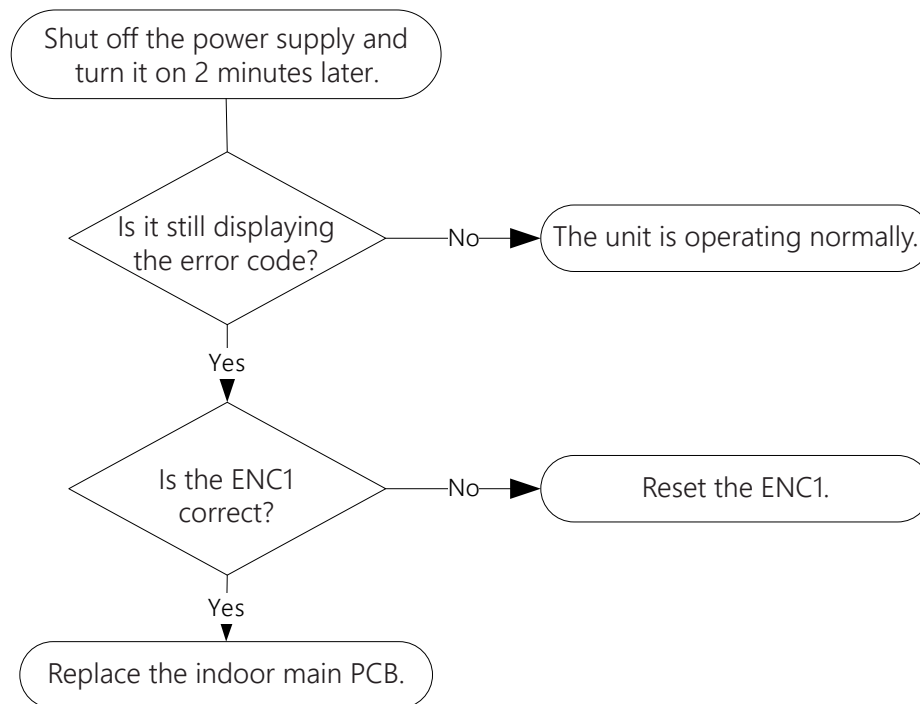 Shut off the power supply and
turn it on 2 minutes later.
Is it still displaying
the error code?
No
The unit is operating normally.
Yes
Is the ENC1
correct?
No
Reset the ENC1.
Yes
Replace the indoor main PCB.